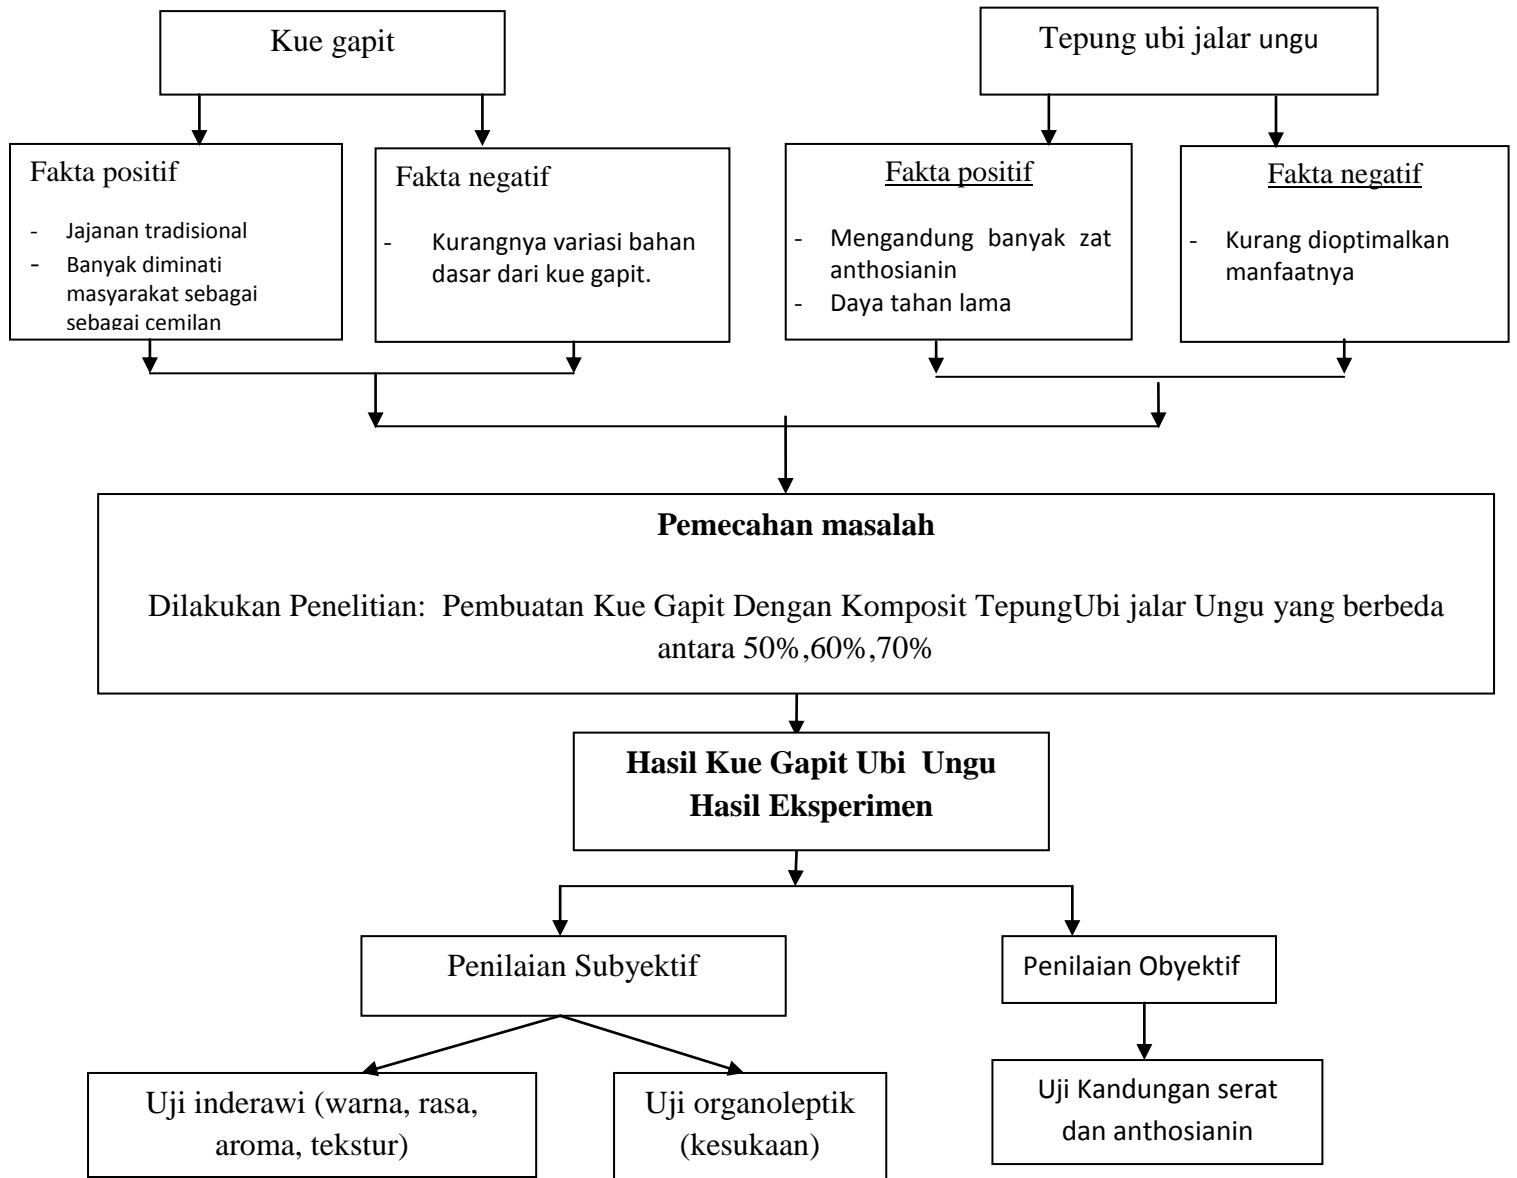 Kue gapit
Tepung ubi jalar ungu
Fakta positif
- Jajanan tradisional
- Banyak diminati
masyarakat sebagai
sebagai cemilan
Fakta negatif
- Kurangnya variasi bahan
dasar dari kue gapit.
Fakta positif
- Mengandung banyak zat
anthosianin
- Daya tahan lama
Fakta negatif
- Kurang dioptimalkan
manfaatnya
Pemecahan masalah
Dilakukan Penelitian: Pembuatan Kue Gapit Dengan Komposit TepungUbi jalar Ungu yang berbeda
antara 50%,60%,70%
Hasil Kue Gapit Ubi Ungu
Hasil Eksperimen
Penilaian Subyektif
Penilaian Obyektif
Uji inderawi (warna, rasa,
aroma, tekstur)
Uji organoleptik
(kesukaan)
Uji Kandungan serat
dan anthosianin